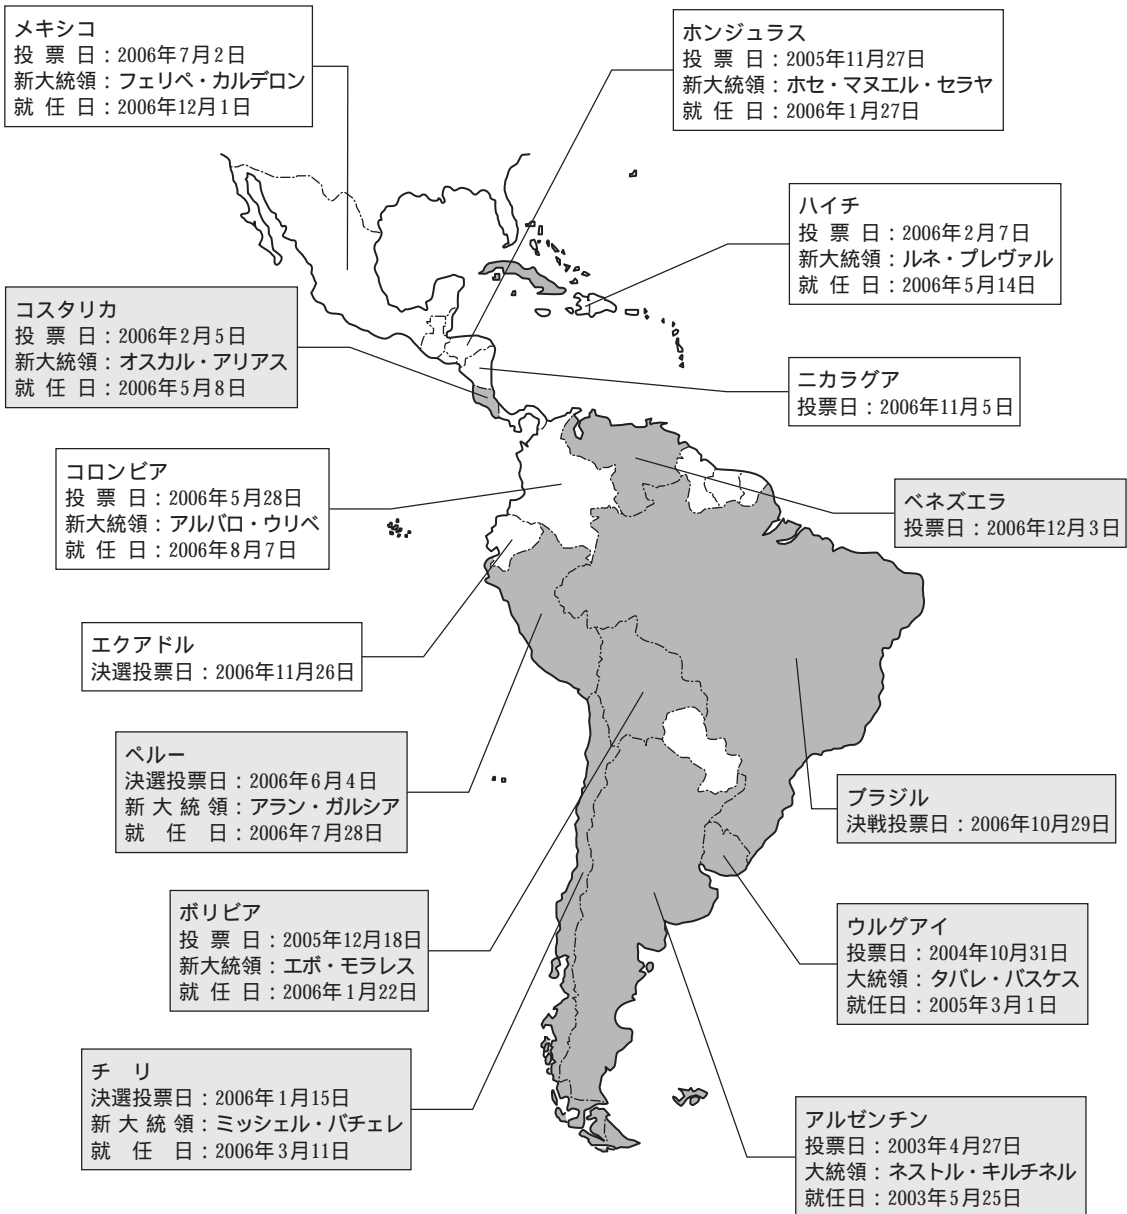 メキシコ
投 票 日：2006年7月2日
新大統領：フェリペ・カルデロン
就 任 日：2006年12月1日
ホンジュラス
投 票 日：2005年11月27日
新大統領：ホセ・マヌエル・セラヤ
就 任 日：2006年1月27日
ハイチ
投 票 日：2006年2月7日
新大統領：ルネ・プレヴァル
就 任 日：2006年5月14日
コスタリカ
投 票 日：2006年2月5日
新大統領：オスカル・アリアス
就 任 日：2006年5月8日
ニカラグア
投票日：2006年11月5日
コロンビア
投 票 日：2006年5月28日
新大統領：アルバロ・ウリベ
就 任 日：2006年8月7日
ベネズエラ
投票日：2006年12月3日
エクアドル
決選投票日：2006年11月26日
ペルー
決選投票日：2006年6月4日
新 大 統 領：アラン・ガルシア
就 任 日：2006年7月28日
ブラジル
決戦投票日：2006年10月29日
ボリビア
投 票 日：2005年12月18日
新大統領：エボ・モラレス
就 任 日：2006年1月22日
ウルグアイ
投票日：2004年10月31日
大統領：タバレ・バスケス
就任日：2005年3月1日
チ リ
決選投票日：2006年1月15日
新 大 統 領：ミッシェル・バチェレ
就 任 日：2006年3月11日
アルゼンチン
投票日：2003年4月27日
大統領：ネストル・キルチネル
就任日：2003年5月25日